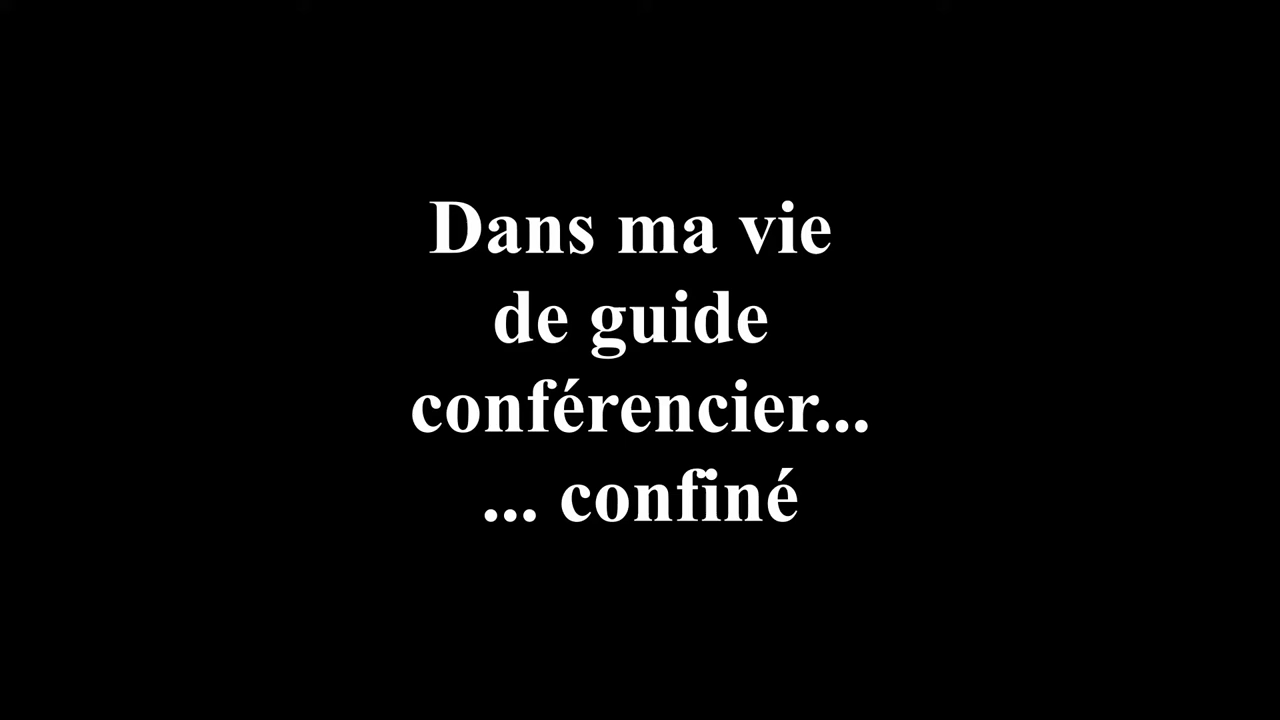 Dans ma vie
de guide
conférencier...
... confiné